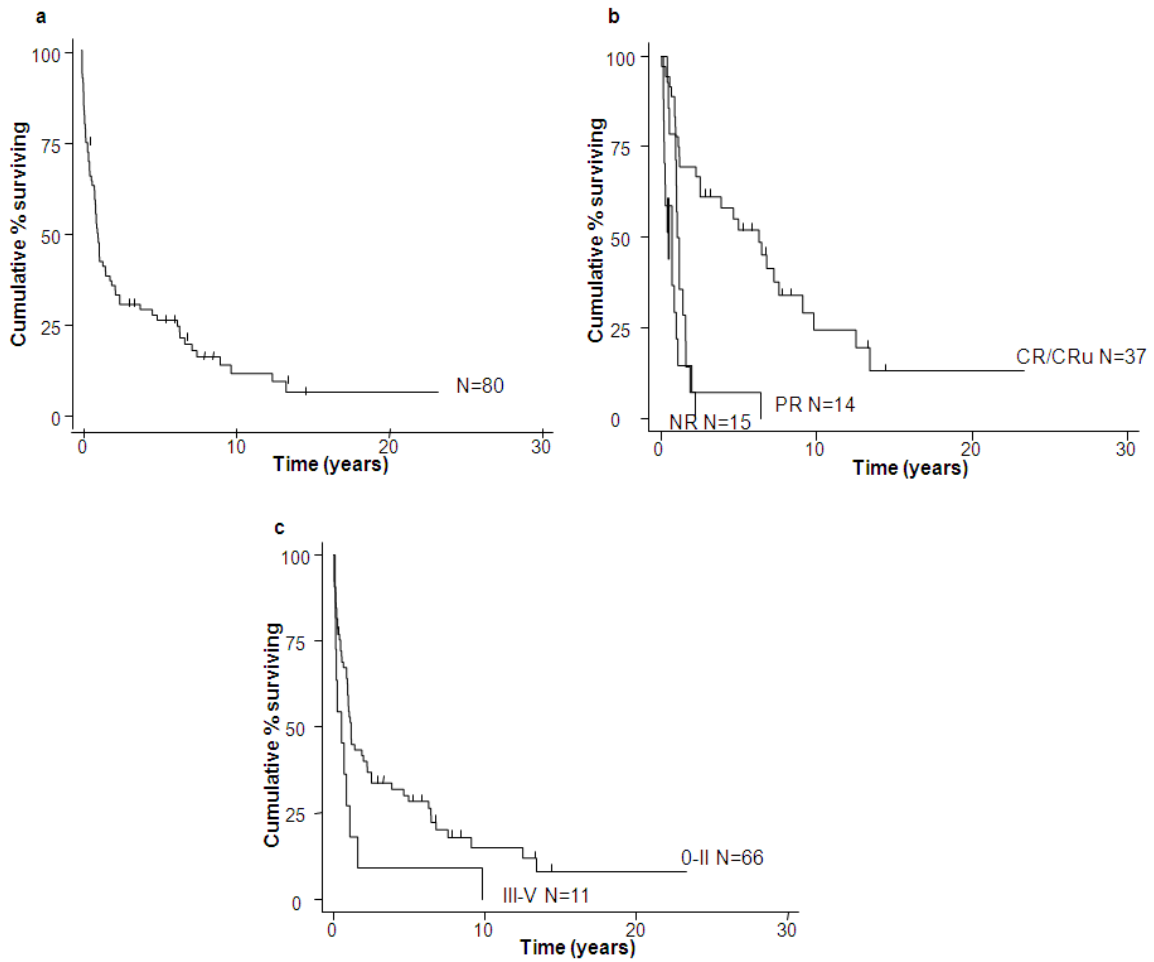 a
Cumulative % surviving
100
75
50
25
0
N=80
0
10
20
30
Time (years)
b
Cumulative % surviving
100
75
50
25
0
CR/CRu N=37
PR N=14
NR N=15
0
10
20
30
Time (years)
c
Cumulative % surviving
100
75
50
25
0
0-II N=66
III-V N=11
0
10
20
30
Time (years)